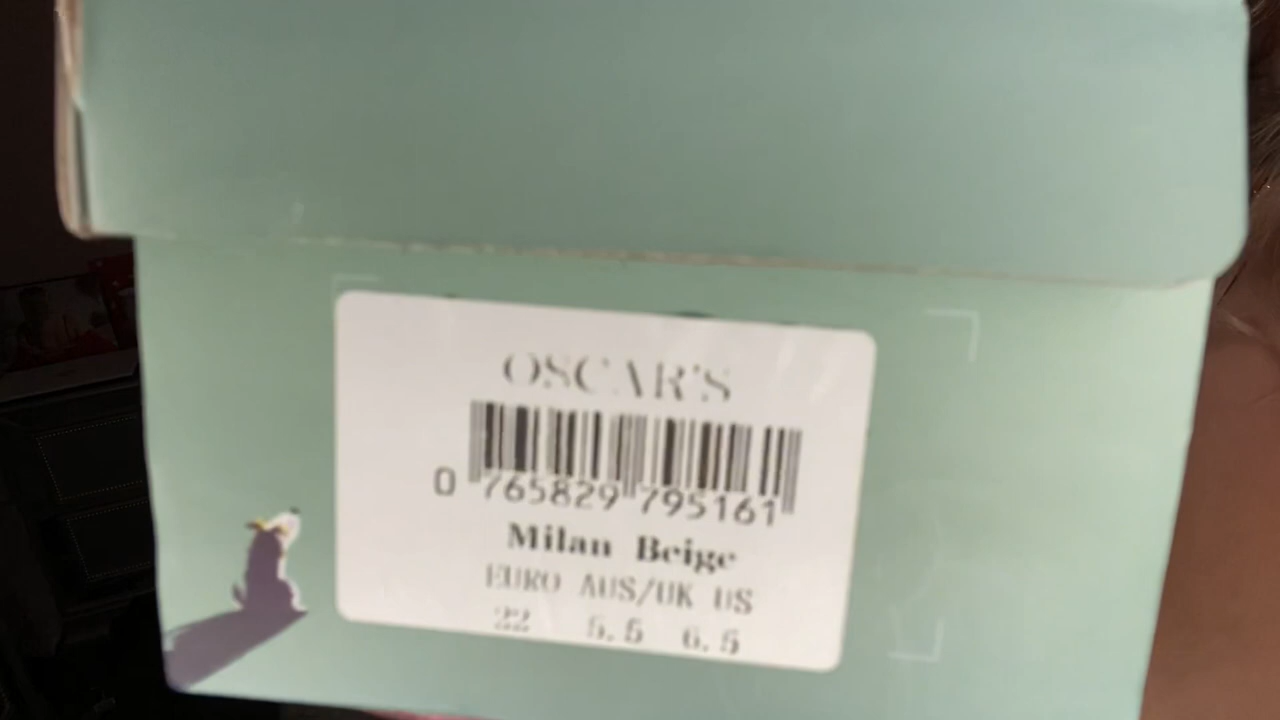 OSCAR'S
0 765829 795161
Milan Beige
EURO AUS/UK US
22 5.5 6.5